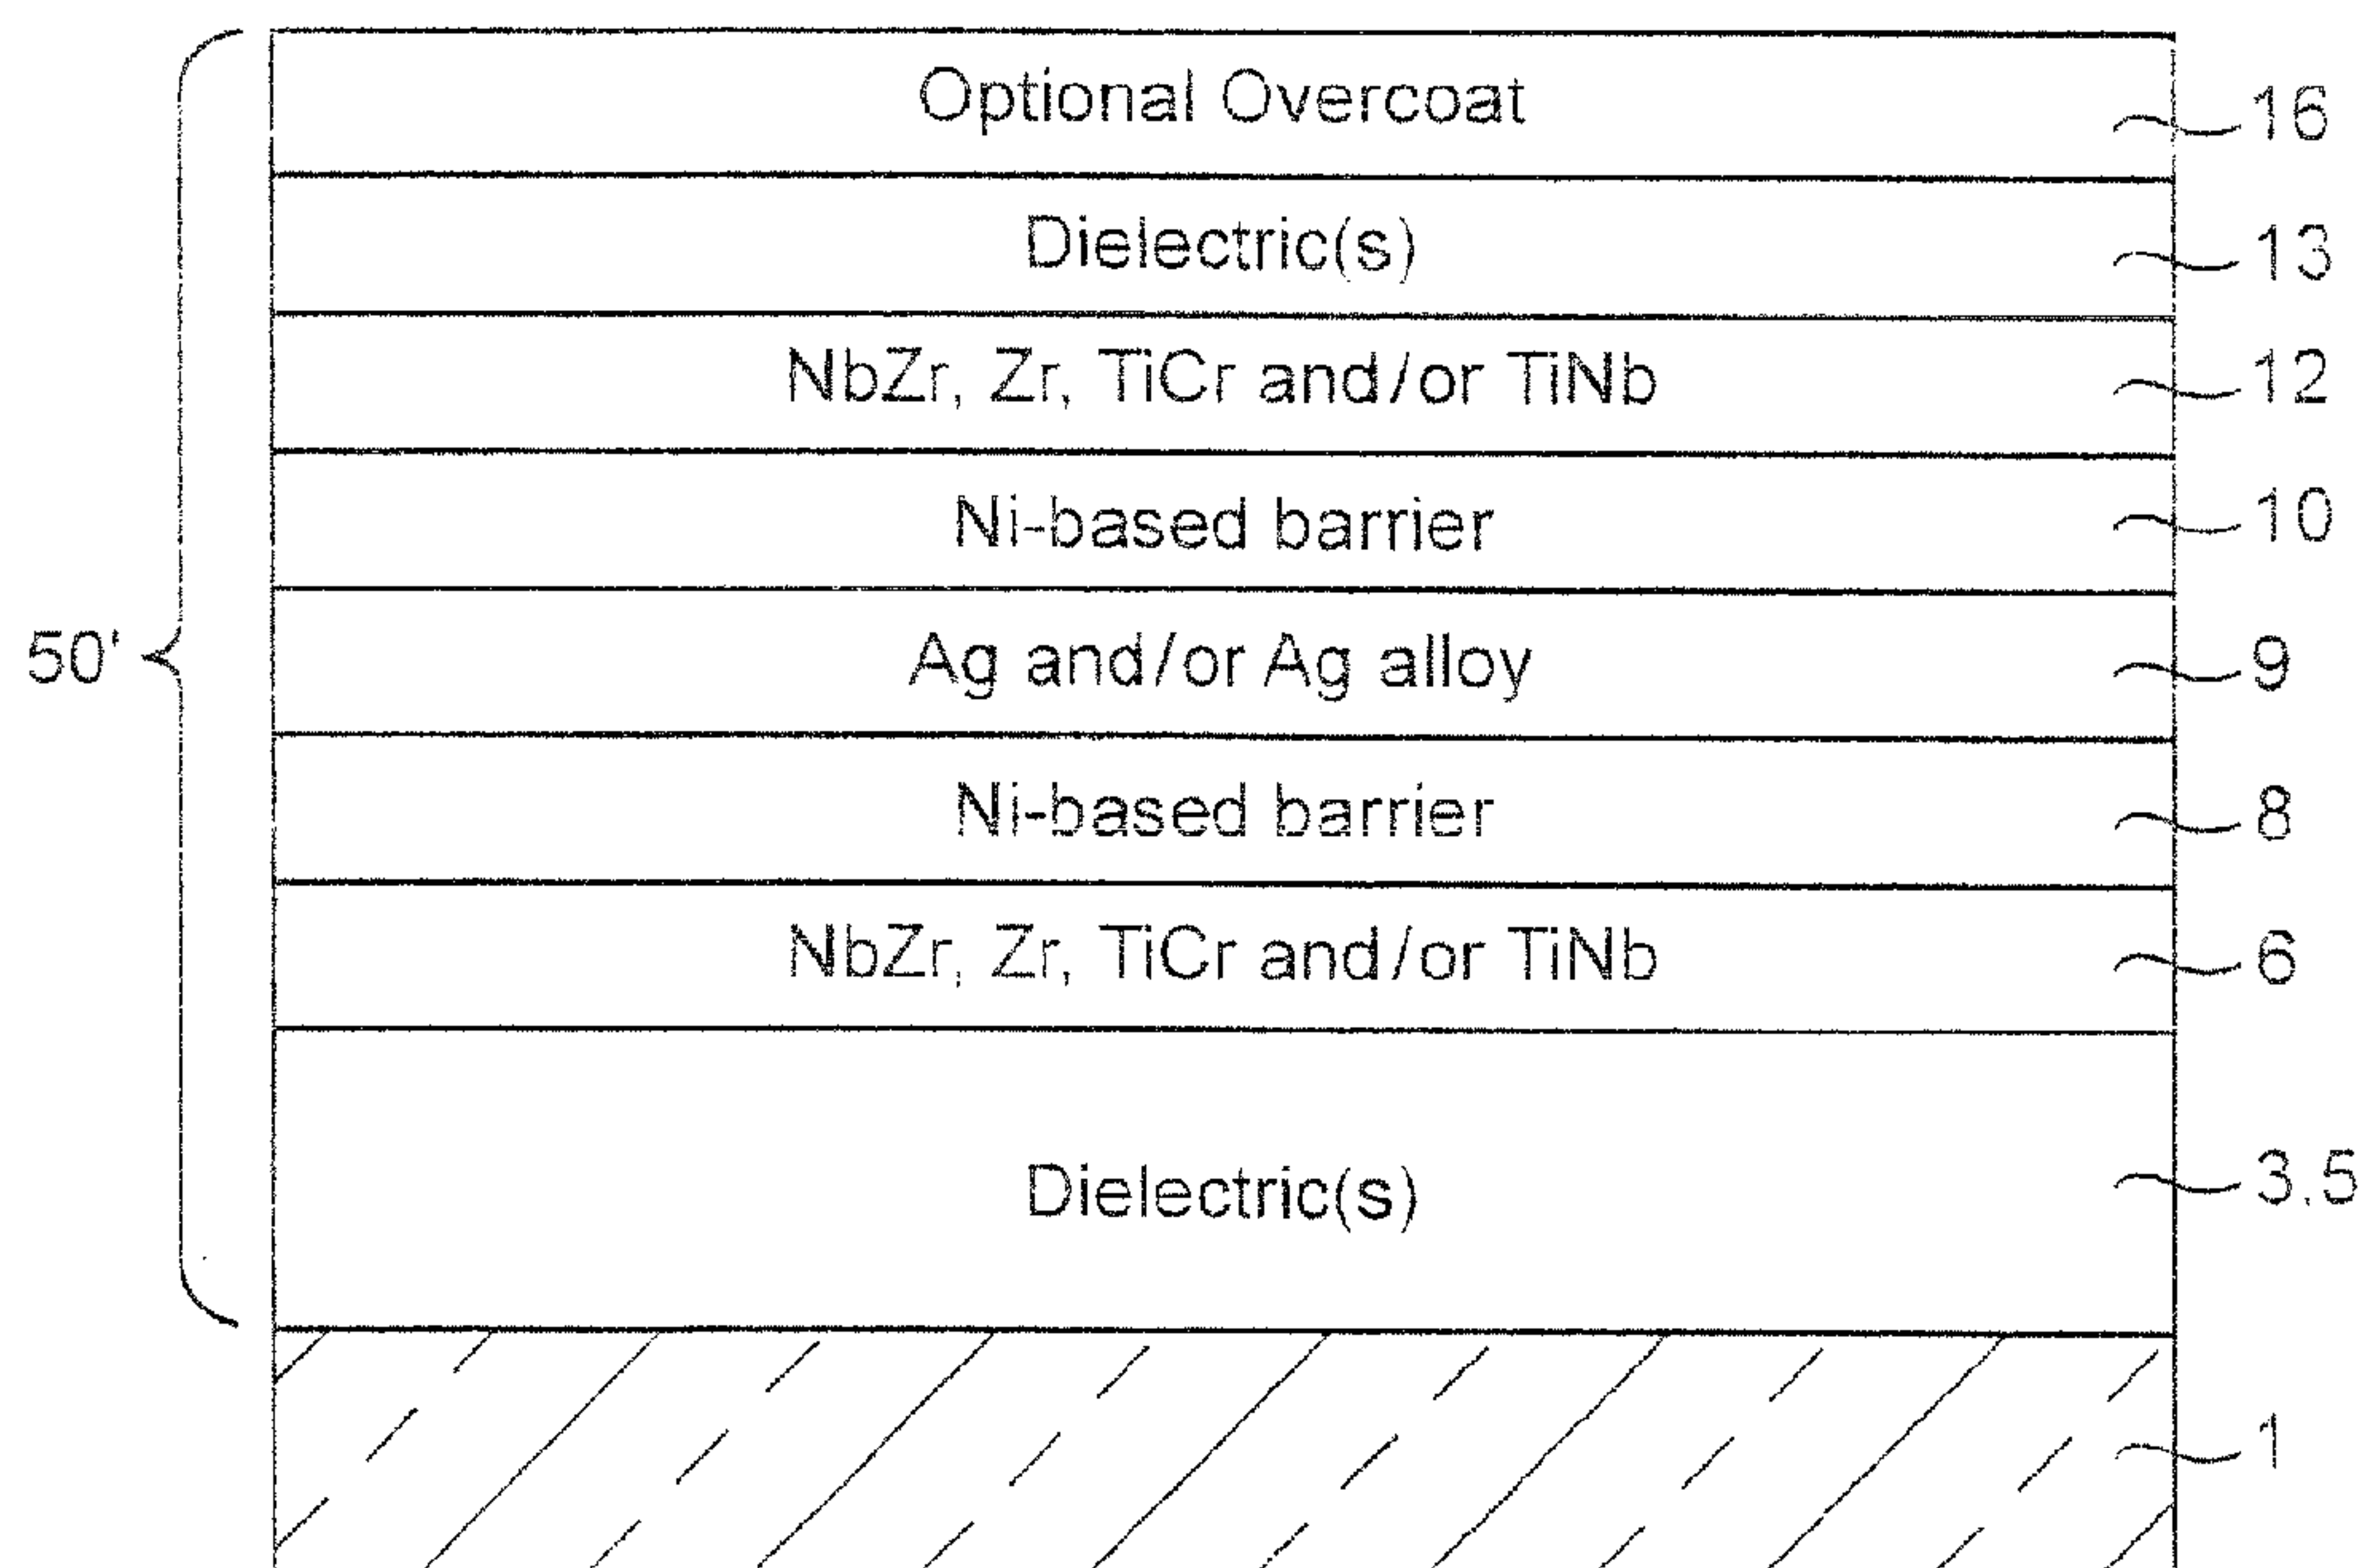 Optional Overcoat 16
Dielectric(s) 13
NbZr, Zr, TiCr and/or TiNb 12
Ni-based barrier 10
50' Ag and/or Ag alloy 9
Ni-based barrier 8
NbZr, Zr, TiCr and/or TiNb 6
Dielectric(s) 3.5
1